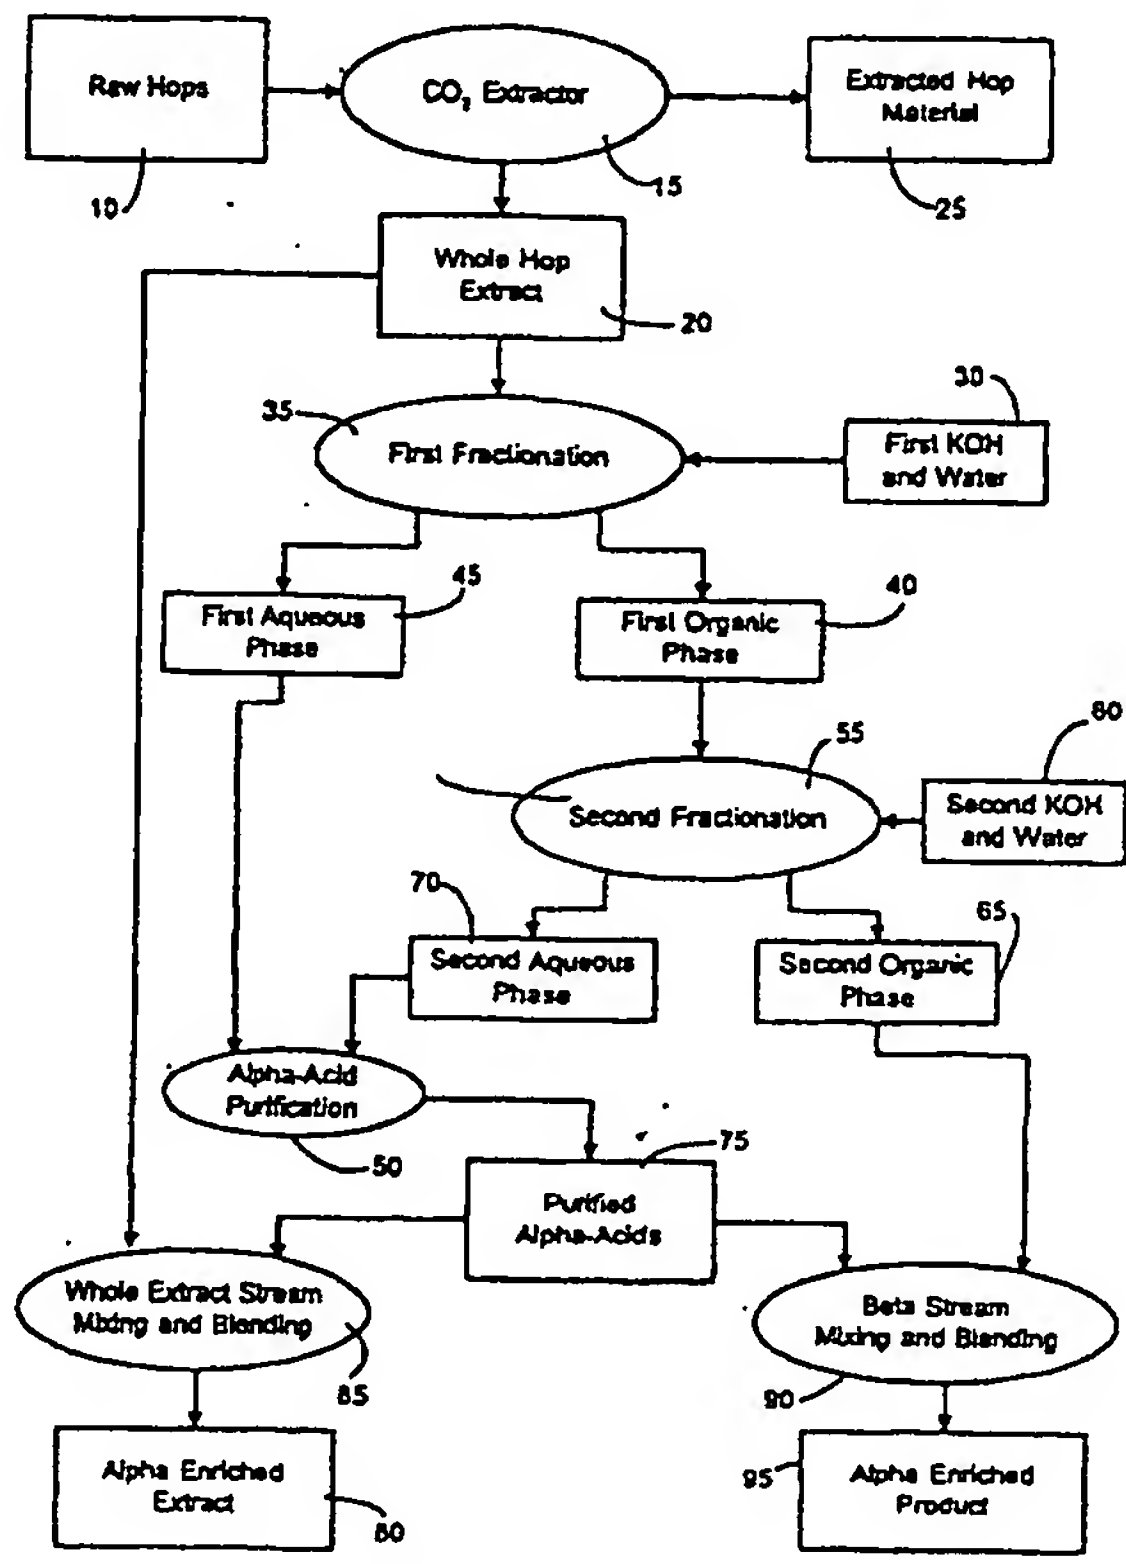 Raw Hops
CO₂ Extractor
Extracted Hop
Material
10
15
25
Whole Hop
Extract
20
30
35
First Fractionation
First KOH
and Water
45
40
First Aqueous
Phase
First Organic
Phase
60
55
Second Fractionation
Second KOH
and Water
70
65
Second Aqueous
Phase
Second Organic
Phase
Alpha-Acid
Purification
50
75
Purified
Alpha-Acids
Whole Extract Stream
Mixing and Blending
Beta Stream
Mixing and Blending
85
90
Alpha Enriched
Extract
80
95
Alpha Enriched
Product